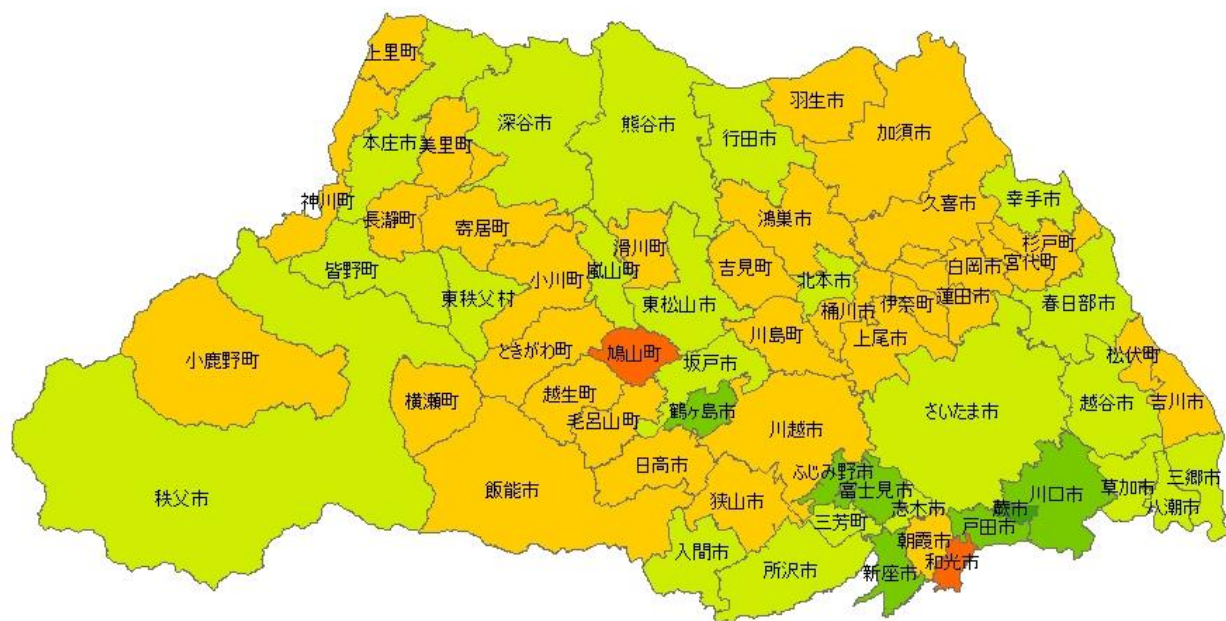 上里町
羽生市
加須市
深谷市
熊谷市
行田市
本庄市
美里町
神川町
長瀞町
寄居町
鴻巣市
久喜市
幸手市
滑川町
杉戸町
皆野町
嵐山町
吉見町
白岡市
宮代町
小川町
北本市
東秩父村
東松山市
桶川市
伊奈町
蓮田市
春日部市
川島町
上尾市
ときがわ町
鳩山町
坂戸市
小鹿野町
松伏町
横瀬町
越生町
鶴ヶ島市
さいたま市
越谷市
吉川市
毛呂山町
川越市
日高市
ふじみ野市
三郷市
飯能市
富士見市
川口市
草加市
秩父市
狭山市
志木市
蕨市
八潮市
三芳町
戸田市
朝霞市
入間市
和光市
所沢市
新座市